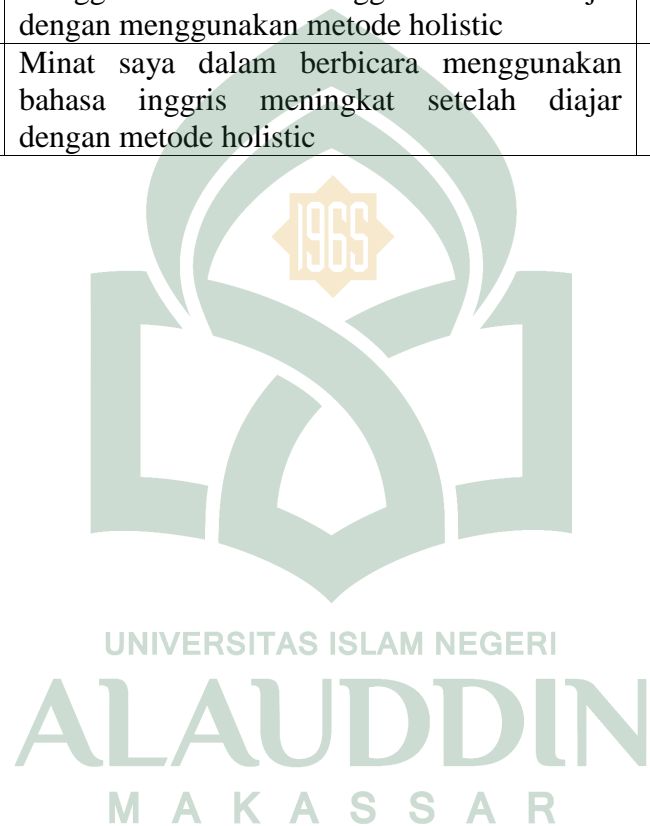 dengan menggunakan metode holistic
Minat saya dalam berbicara menggunakan
bahasa inggris meningkat setelah diajar
dengan metode holistic
1965
UNIVERSITAS ISLAM NEGERI
ALAUDDIN
MAKASSAR